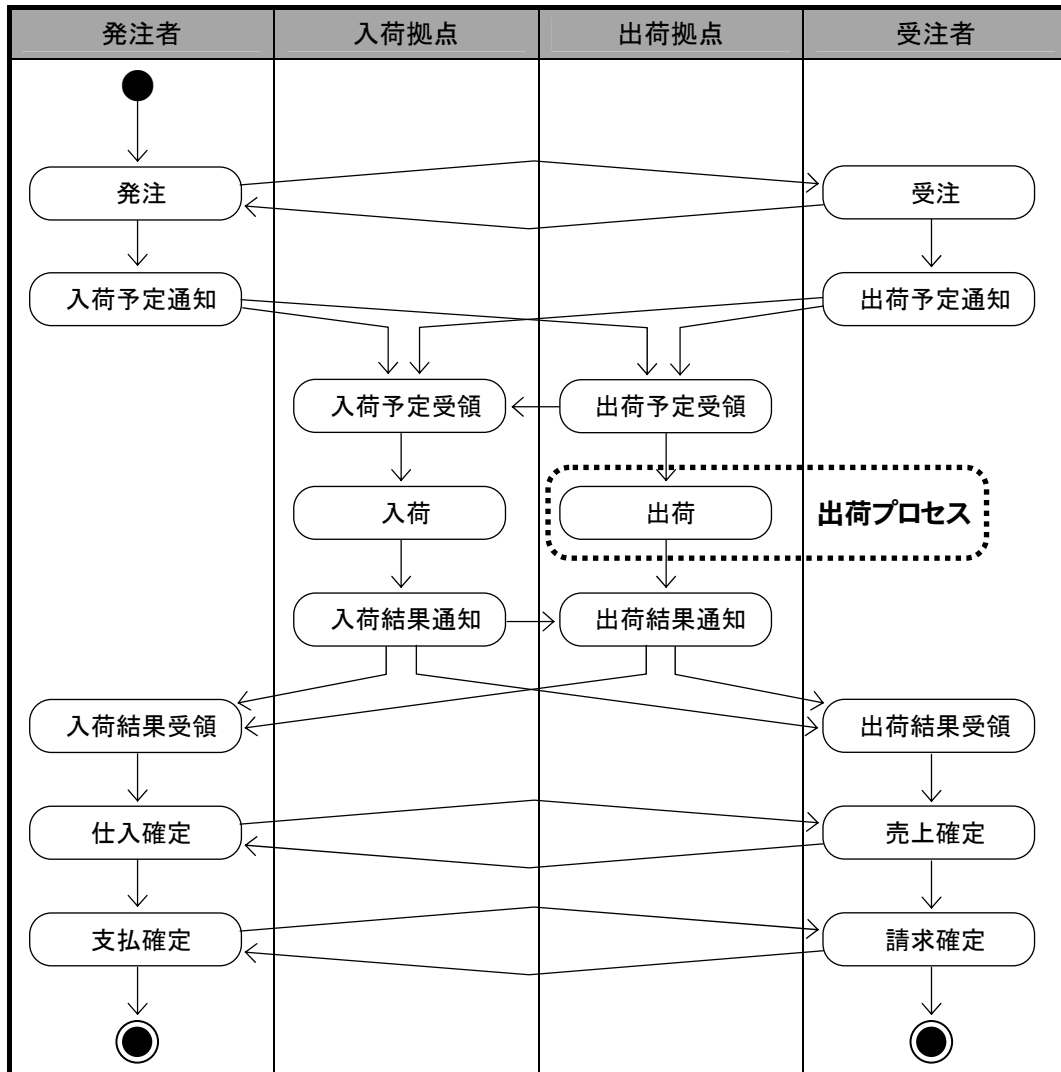 発注者 入荷拠点 出荷拠点 受注者
発注 受注
入荷予定通知 出荷予定通知
入荷予定受領 出荷予定受領
入荷 出荷 出荷プロセス
入荷結果通知 出荷結果通知
入荷結果受領 出荷結果受領
仕入確定 売上確定
支払確定 請求確定